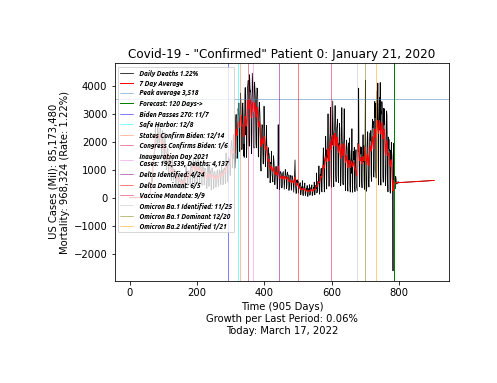 Covid-19 - "Confirmed" Patient 0: January 21, 2020
US Cases (Mil): 85,173,480
Mortality: 968,324 (Rate: 1.22%)
4000
3000
2000
1000
0
−1000
−2000
Daily Deaths 1.22%
7 Day Average
Peak average 3,518
Forecast: 120 Days->
Biden Passes 270: 11/7
Safe Harbor: 12/8
States Confirm Biden: 12/14
Congress Confirms Biden: 1/6
Inauguration Day 2021
Cases: 192,539, Deaths: 4,137
Delta Identified: 4/24
Delta Dominant: 6/5
Vaccine Mandate: 9/9
Omicron Ba.1 Identified: 11/25
Omicron Ba.1 Dominant 12/20
Omicron Ba.2 Identified 1/21
0 200 400 600 800
Time (905 Days)
Growth per Last Period: 0.06%
Today: March 17, 2022